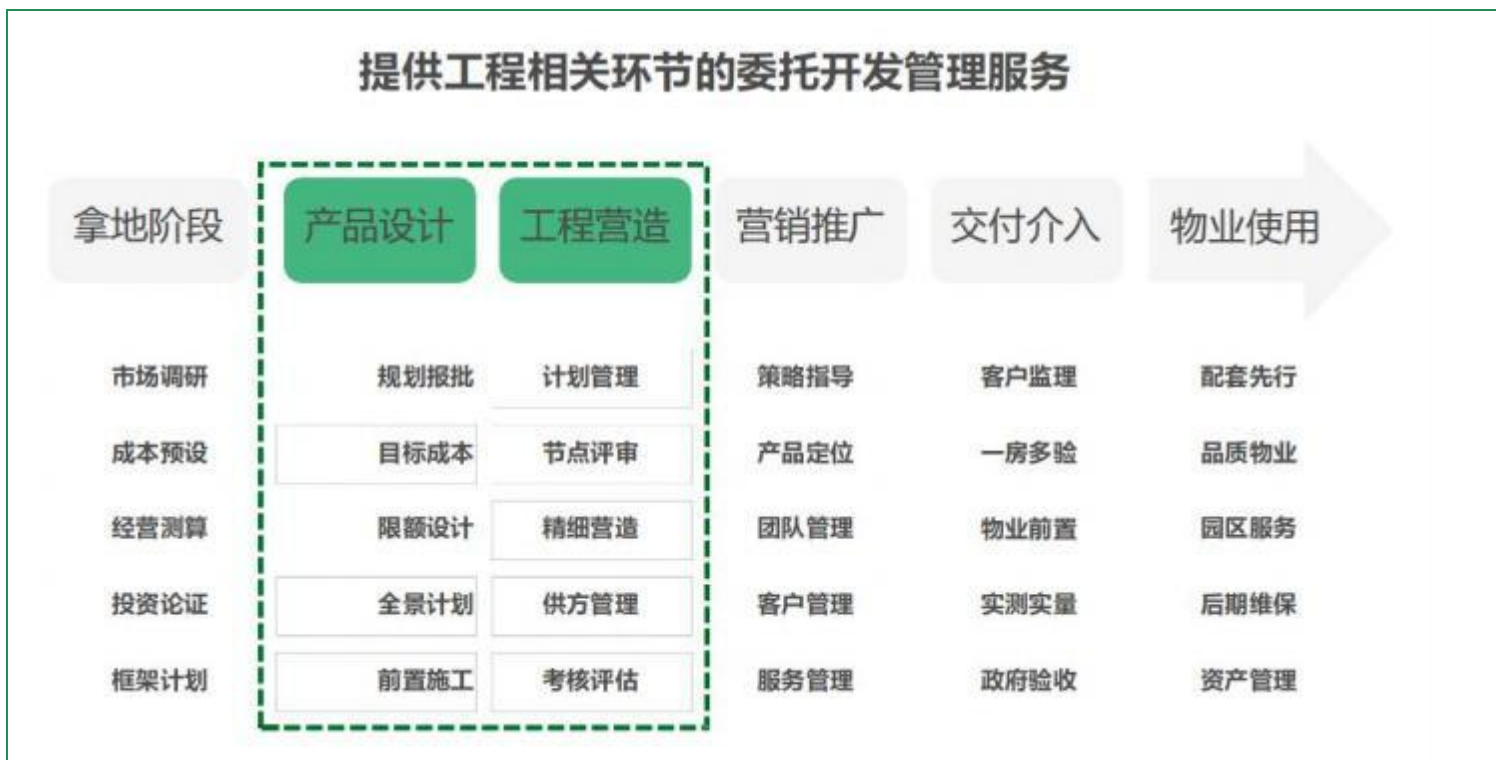 提供工程相关环节的委托开发管理服务
拿地阶段 产品设计 工程营造 营销推广 交付介入 物业使用
市场调研 规划报批 计划管理 策略指导 客户监理 配套先行
成本预设 目标成本 节点评审 产品定位 一房多验 品质物业
经营测算 限额设计 精细营造 团队管理 物业前置 园区服务
投资论证 全景计划 供方管理 客户管理 实测实量 后期维保
框架计划 前置施工 考核评估 服务管理 政府验收 资产管理